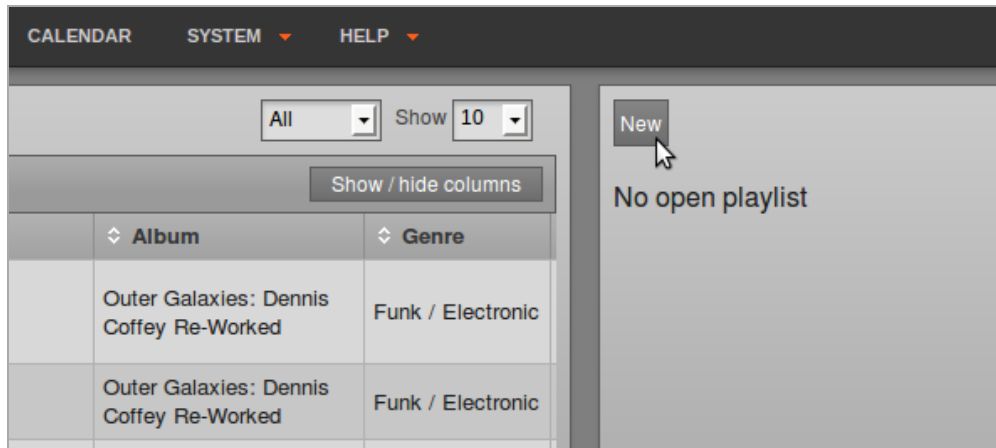 CALENDAR SYSTEM HELP
All Show 10
New
Show / hide columns
No open playlist
Album Genre
Outer Galaxies: Dennis
Coffey Re-Worked
Funk / Electronic
Outer Galaxies: Dennis
Coffey Re-Worked
Funk / Electronic